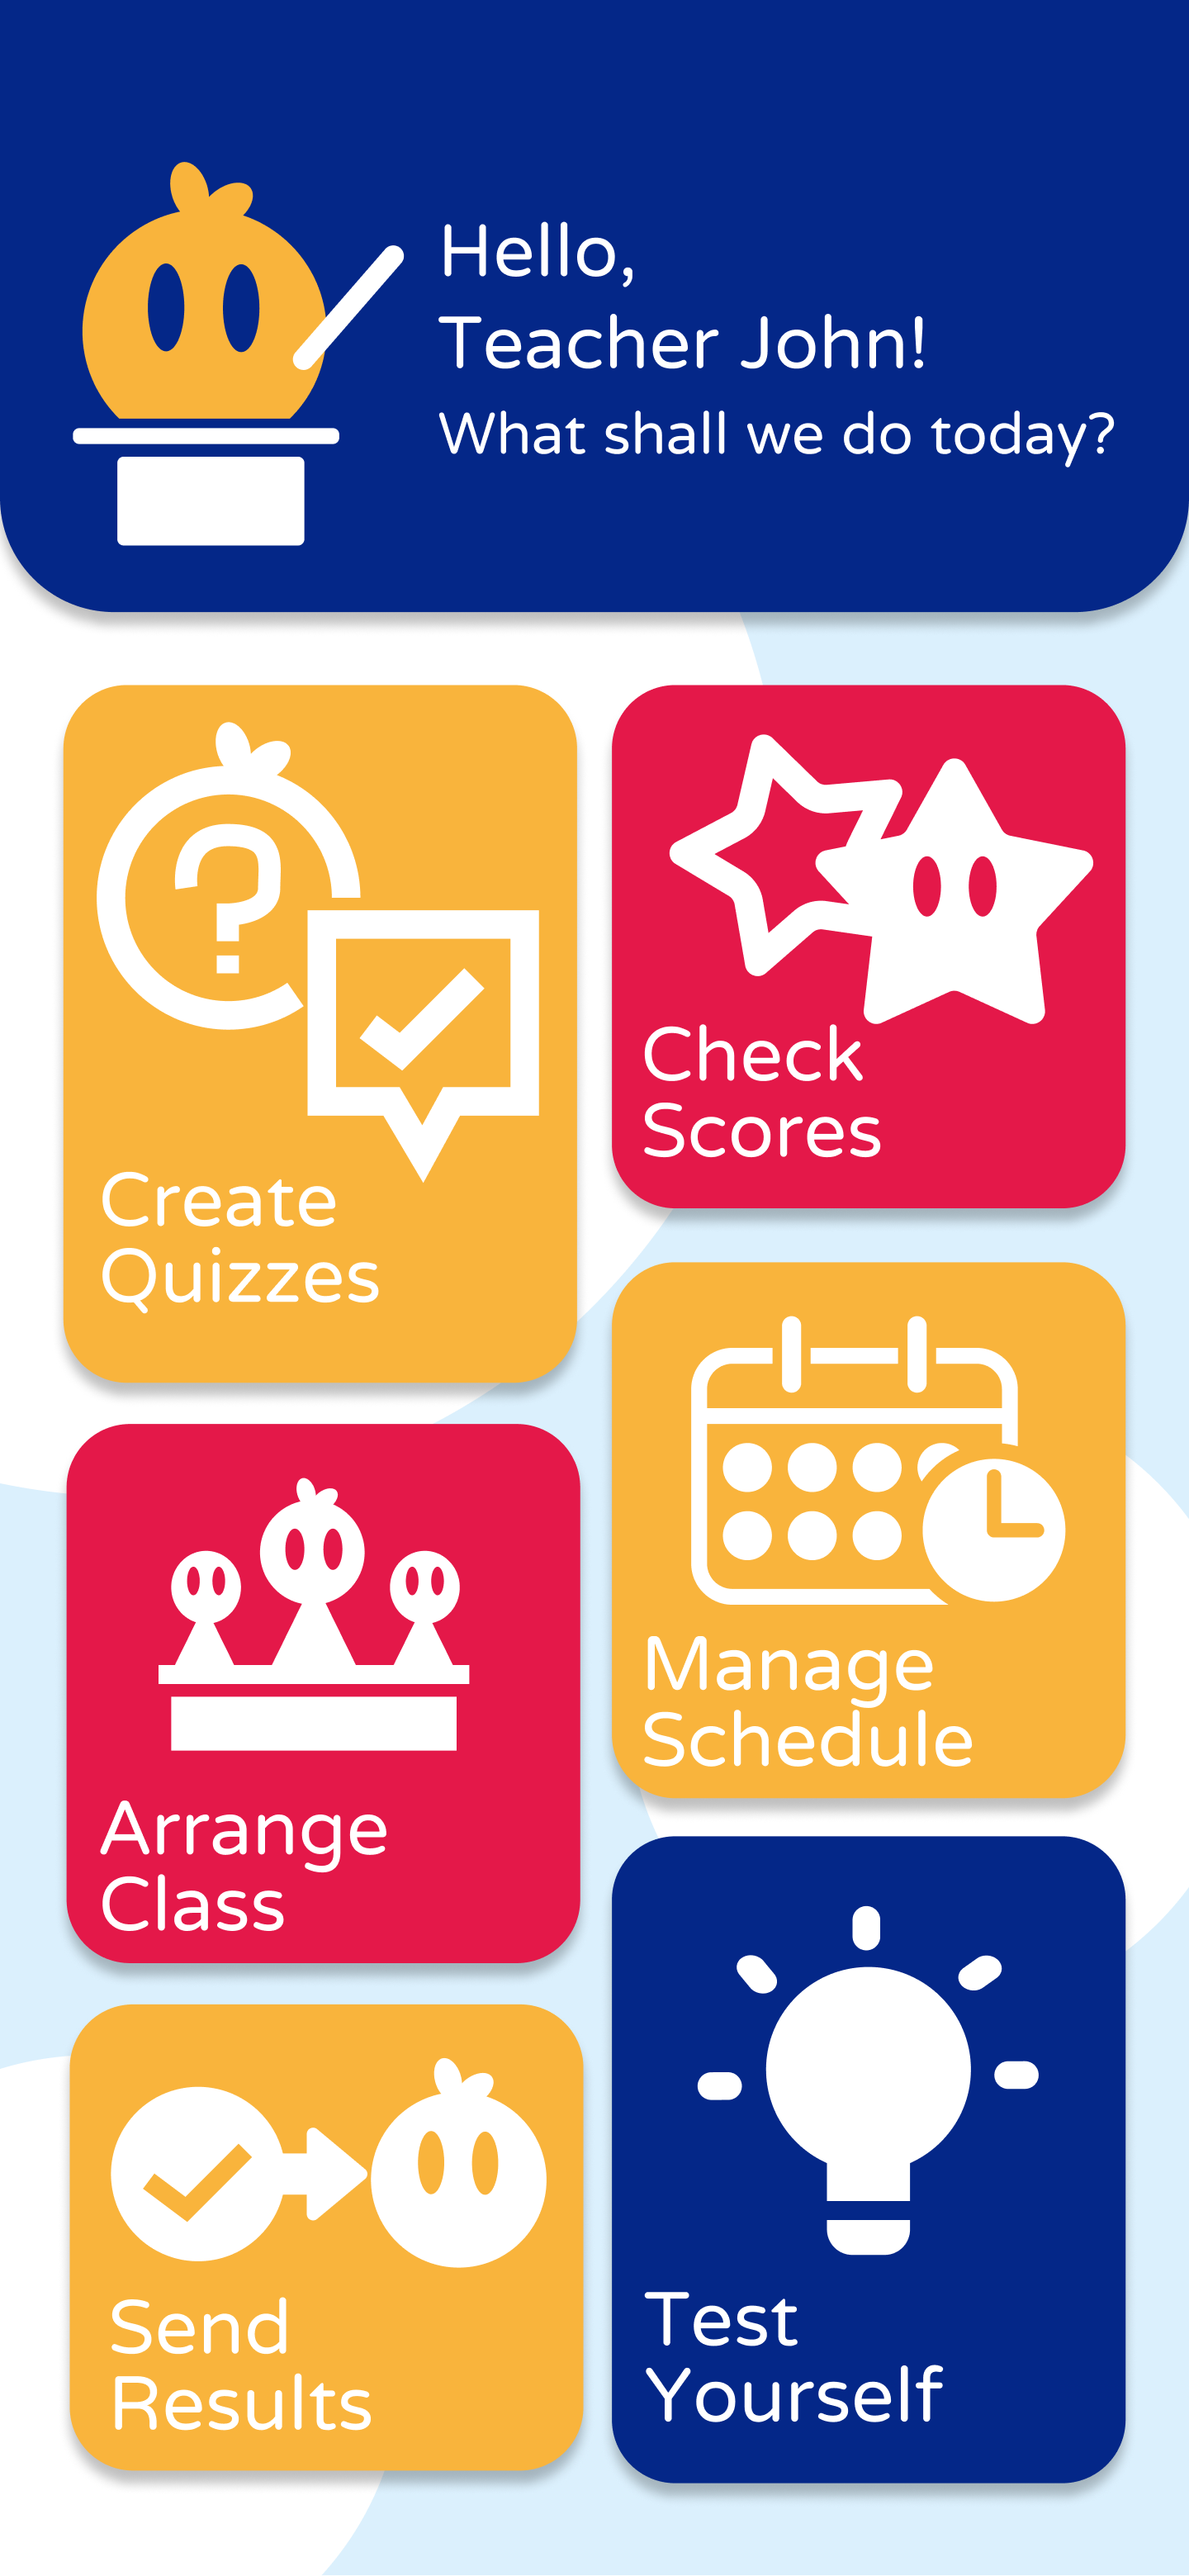 Hello,
Teacher John!
What shall we do today?
Create
Quizzes
Check
Scores
Arrange
Class
Manage
Schedule
Send
Results
Test
Yourself